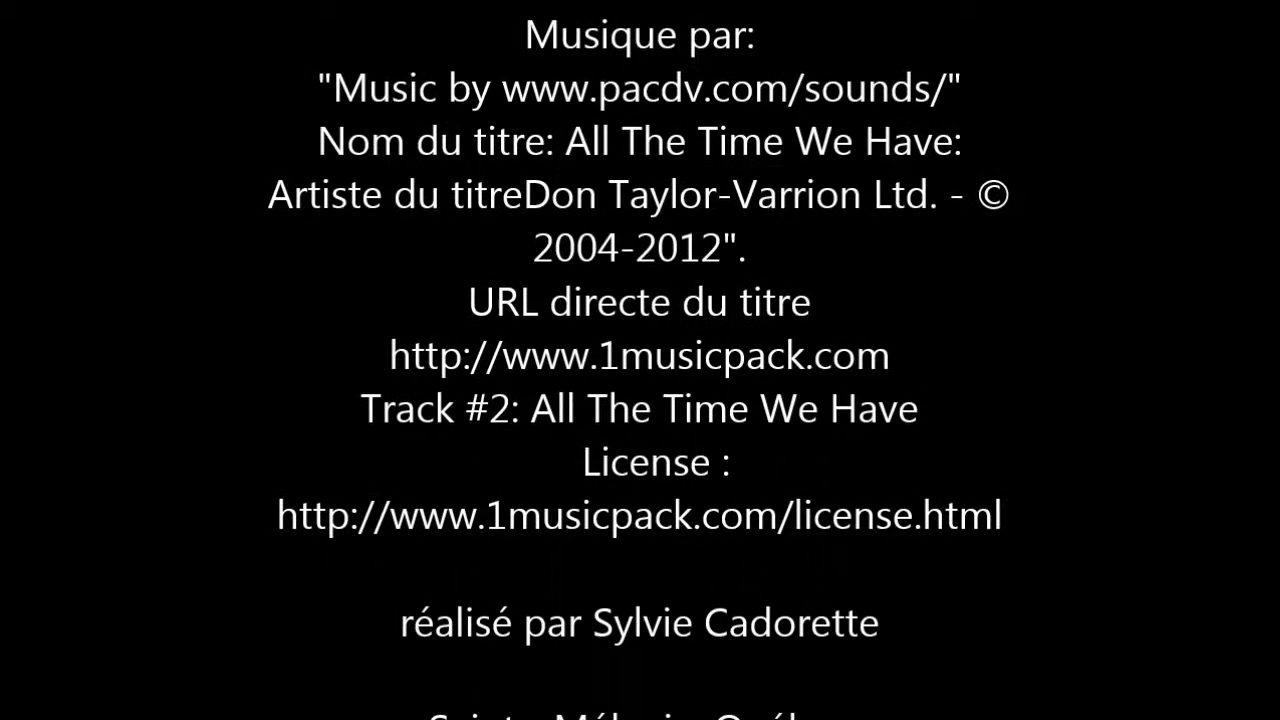 Musique par:
"Music by www.pacdv.com/sounds/"
Nom du titre: All The Time We Have:
Artiste du titreDon Taylor-Varrion Ltd. - ©
2004-2012".
URL directe du titre
http://www.1musicpack.com
Track #2: All The Time We Have
License :
http://www.1musicpack.com/license.html
réalisé par Sylvie Cadorette